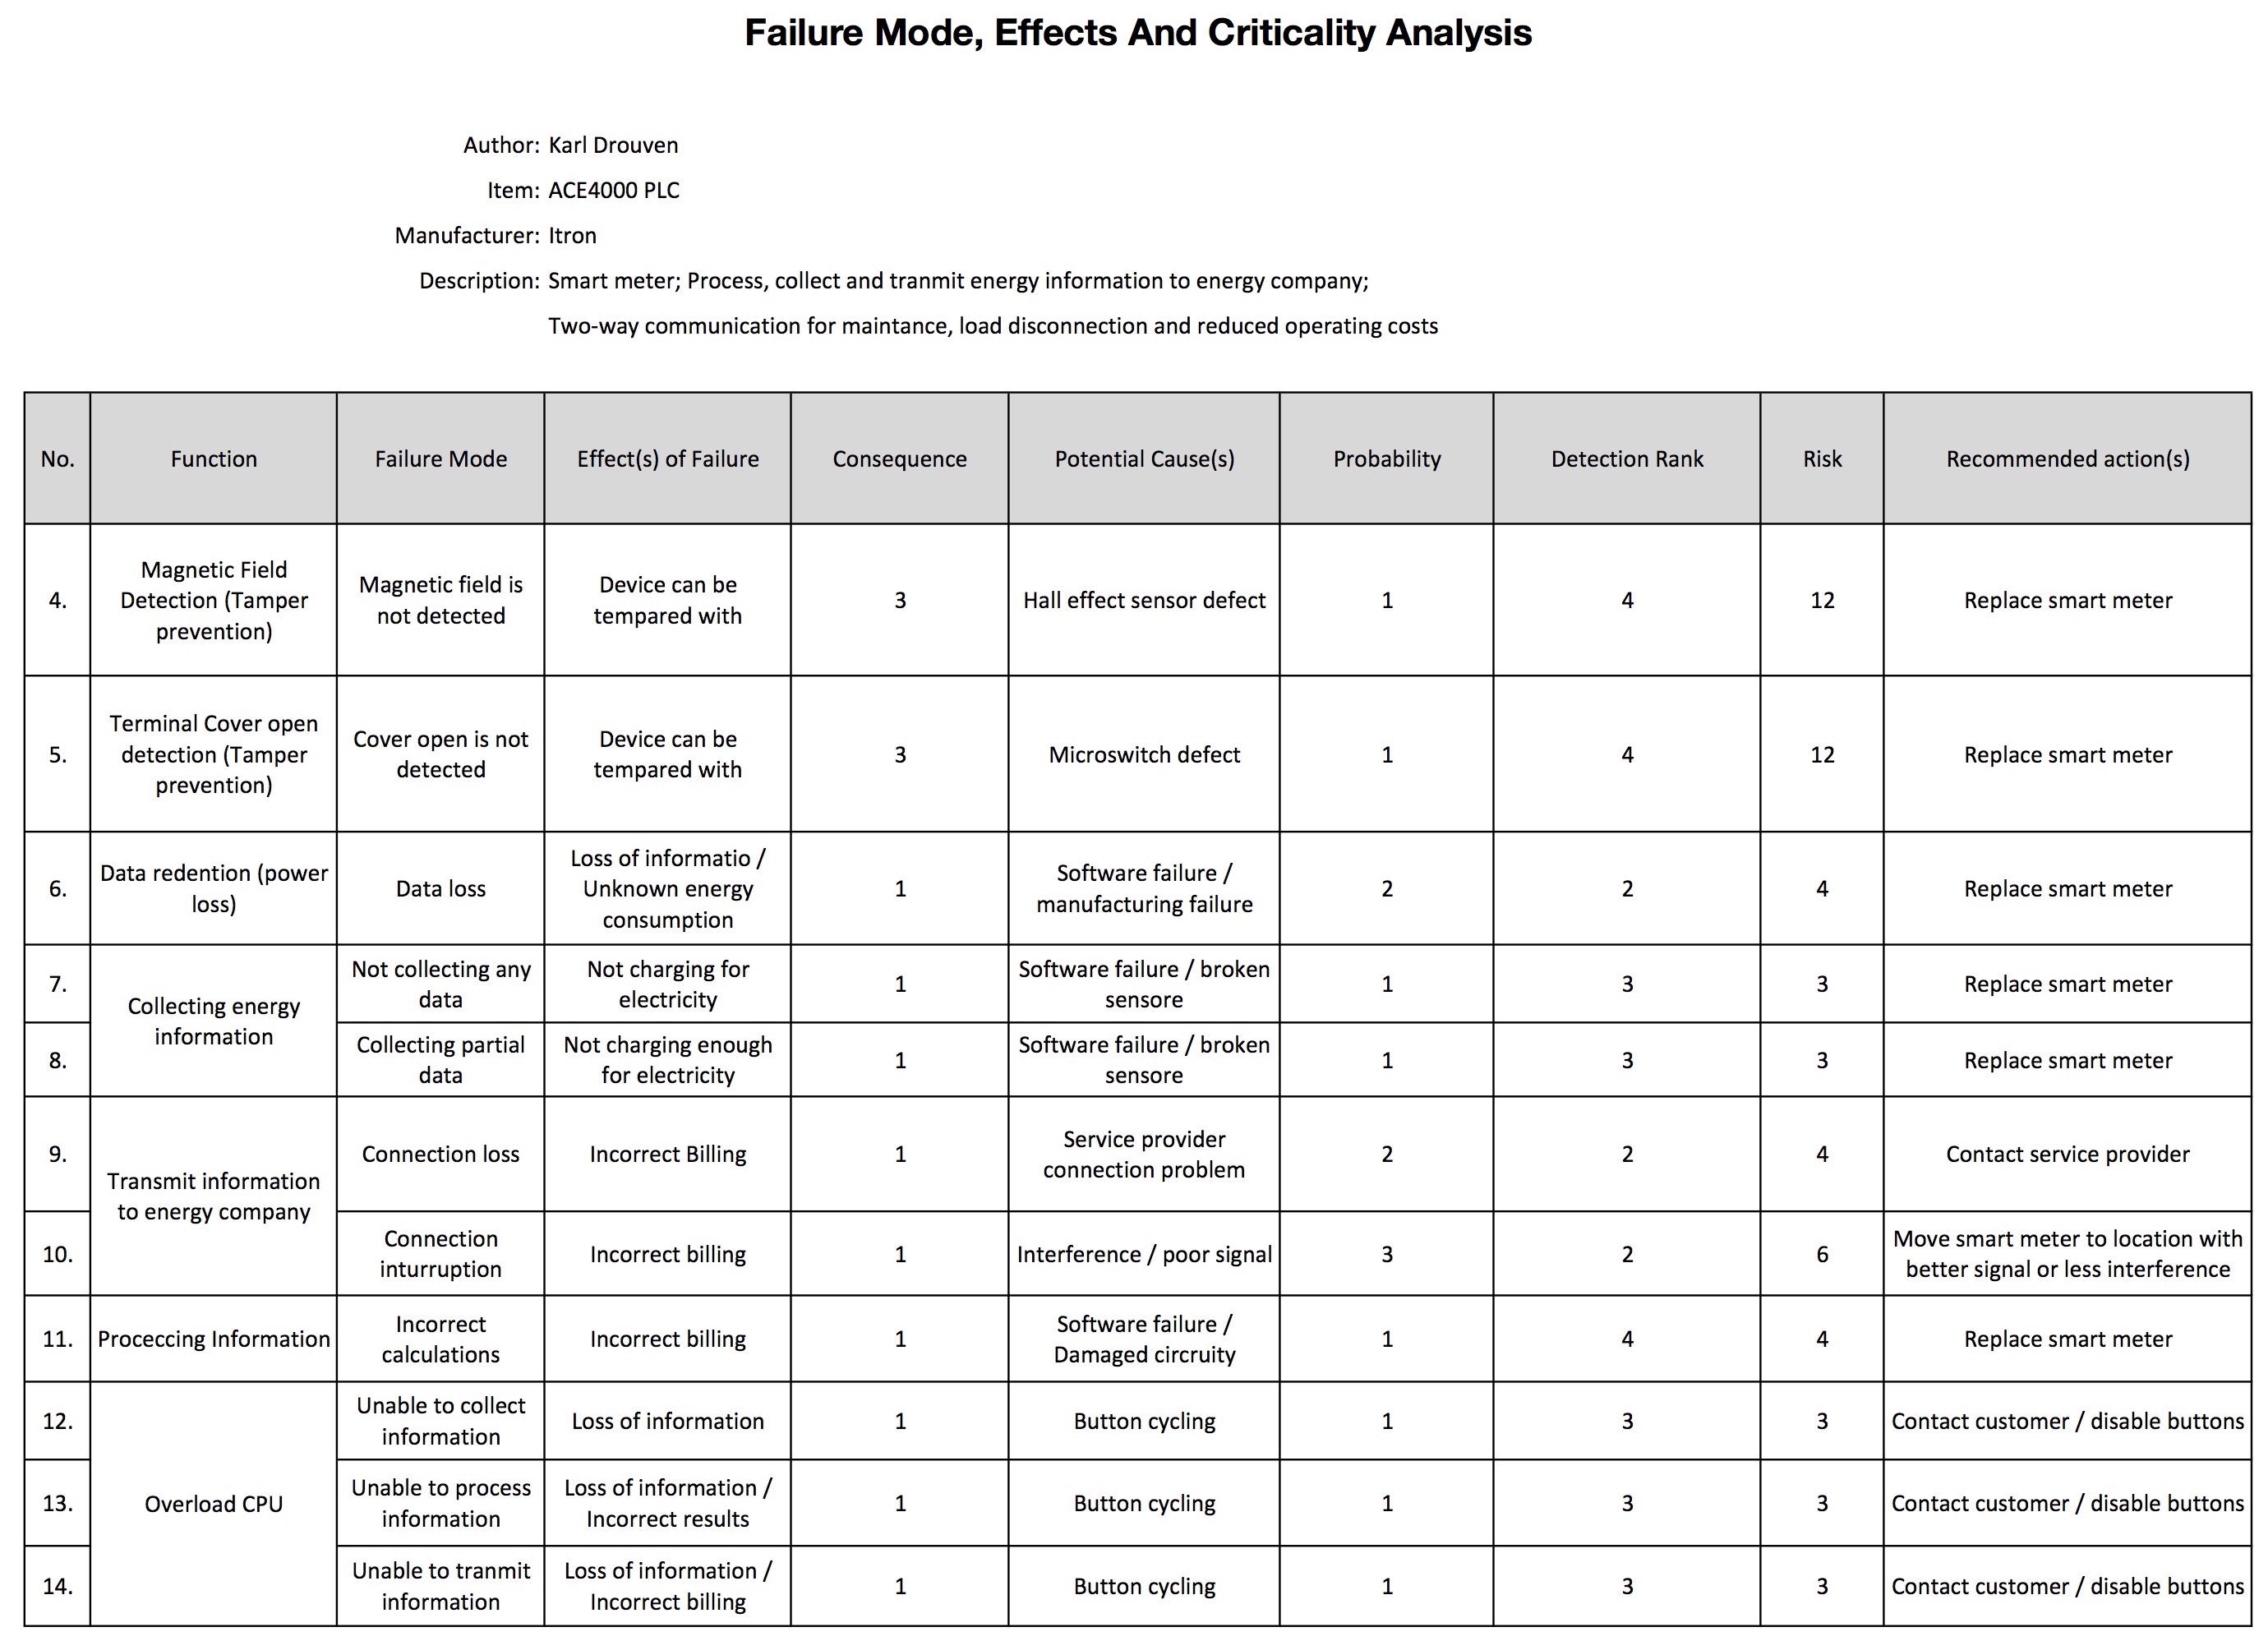 Failure Mode, Effects And Criticality Analysis
Author: Karl Drouven
Item: ACE4000 PLC
Manufacturer: Itron
Description: Smart meter; Process, collect and tranmit energy information to energy company;
Two-way communication for maintance, load disconnection and reduced operating costs
No.
Function
Failure Mode
Effect(s) of Failure
Consequence
Potential Cause(s)
Probability
Detection Rank
Risk
Recommended action(s)
4.
Magnetic Field
Detection (Tamper
prevention)
Magnetic field is
not detected
Device can be
tempared with
3
Hall effect sensor defect
1
4
12
Replace smart meter
5.
Terminal Cover open
detection (Tamper
prevention)
Cover open is not
detected
Device can be
tempared with
3
Microswitch defect
1
4
12
Replace smart meter
6.
Data redention (power
loss)
Data loss
Loss of informatio /
Unknown energy
consumption
1
Software failure /
manufacturing failure
2
2
4
Replace smart meter
7.
Collecting energy
information
Not collecting any
data
Not charging for
electricity
1
Software failure / broken
sensore
1
3
3
Replace smart meter
8.
Collecting partial
data
Not charging enough
for electricity
1
Software failure / broken
sensore
1
3
3
Replace smart meter
9.
Transmit information
to energy company
Connection loss
Incorrect Billing
1
Service provider
connection problem
2
2
4
Contact service provider
10.
Connection
inturruption
Incorrect billing
1
Interference / poor signal
3
2
6
Move smart meter to location with
better signal or less interference
11.
Proceccing Information
Incorrect
calculations
Incorrect billing
1
Software failure /
Damaged circruity
1
4
4
Replace smart meter
12.
Overload CPU
Unable to collect
information
Loss of information
1
Button cycling
1
3
3
Contact customer / disable buttons
13.
Unable to process
information
Loss of information /
Incorrect results
1
Button cycling
1
3
3
Contact customer / disable buttons
14.
Unable to tranmit
information
Loss of information /
Incorrect billing
1
Button cycling
1
3
3
Contact customer / disable buttons